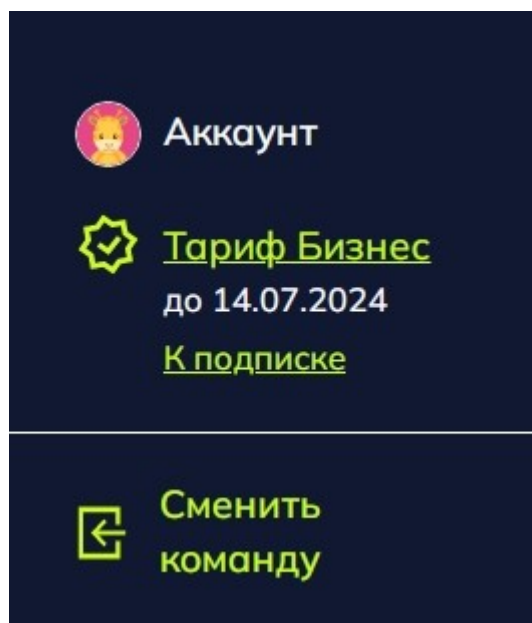 Аккаунт
Тариф Бизнес
до 14.07.2024
К подписке
Сменить
команду